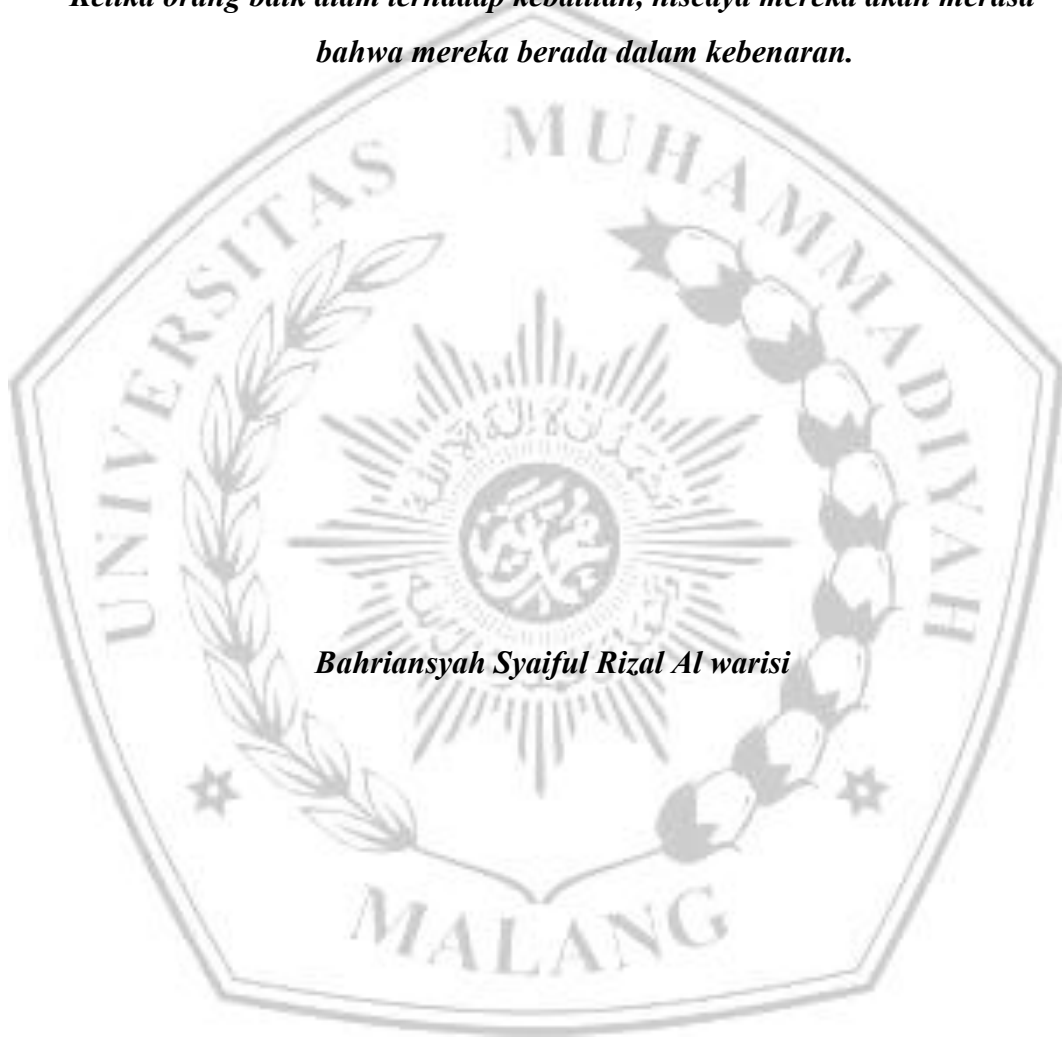 Ketika orang baik diam terhadap kebatilan, niscaya mereka akan merasa
bahwa mereka berada dalam kebenaran.
UNIVERSITAS MUHAMMADIYAH
Bahriansyah Syaiful Rizal Al warisi
MALANG